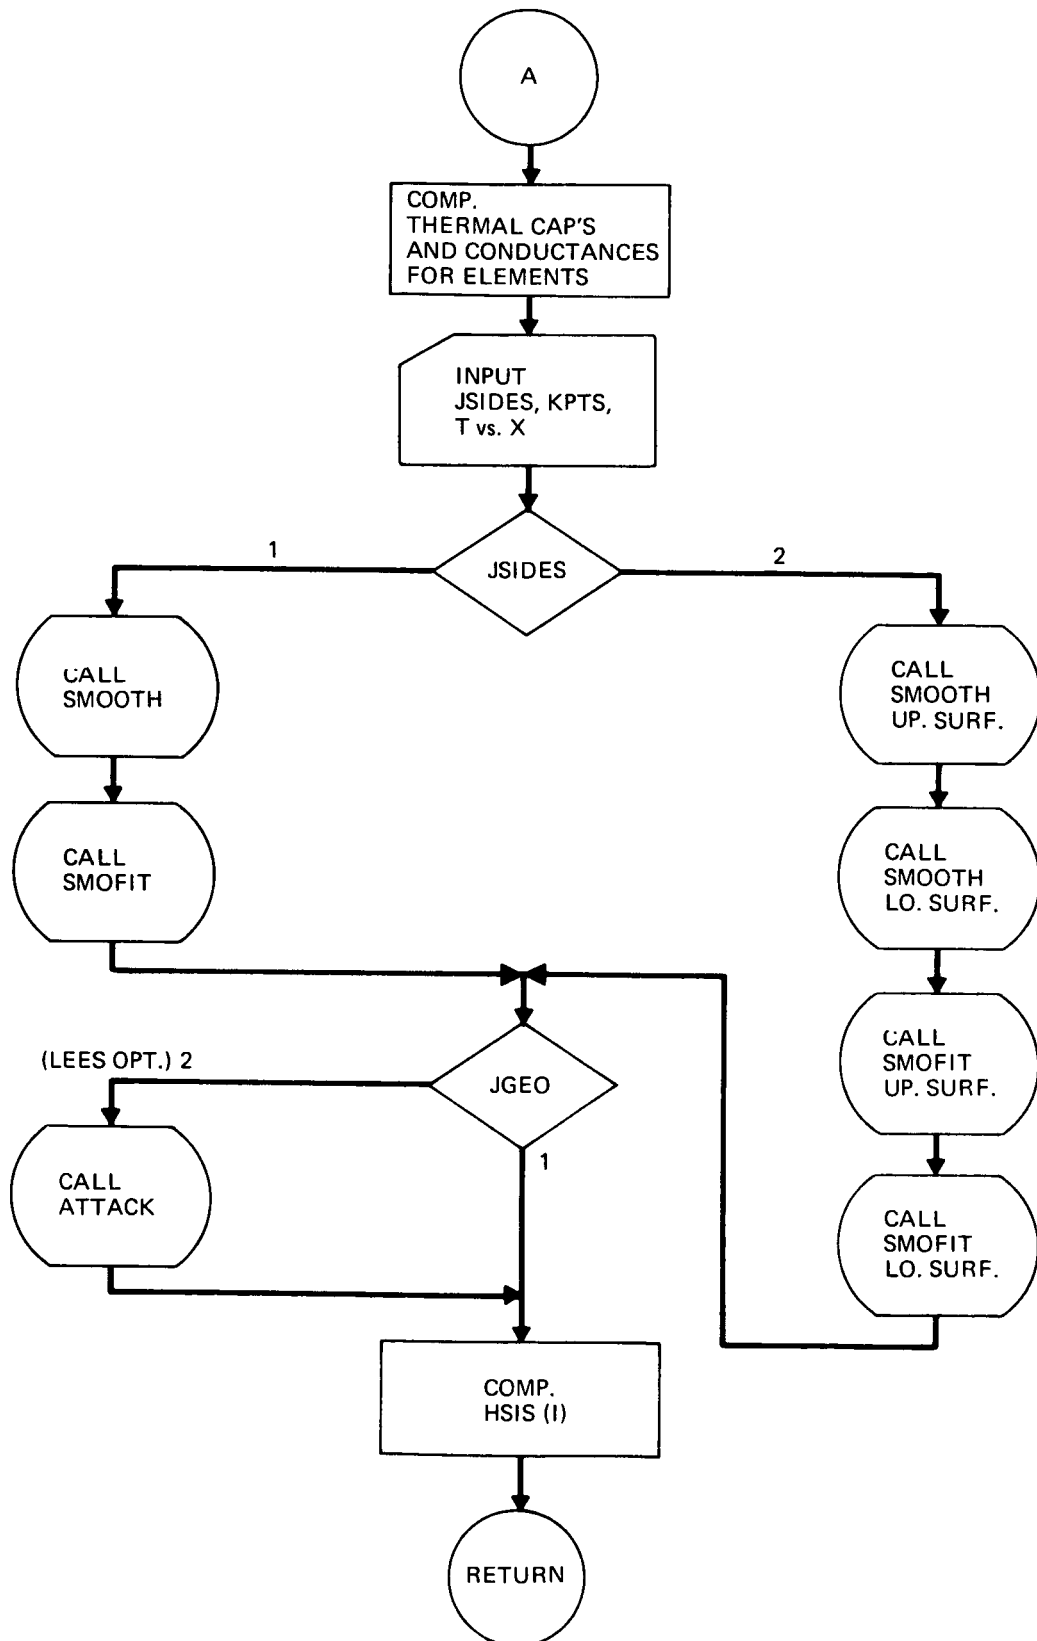 A
COMP.
THERMAL CAP'S
AND CONDUCTANCES
FOR ELEMENTS
INPUT
JSIDES, KPTS,
T vs. X
1
JSIDES
2
CALL
SMOOTH
CALL
SMOFIT
CALL
SMOOTH
UP. SURF.
CALL
SMOOTH
LO. SURF.
CALL
SMOFIT
UP. SURF.
CALL
SMOFIT
LO. SURF.
(LEES OPT.) 2
JGEO
1
CALL
ATTACK
COMP.
HSIS (I)
RETURN